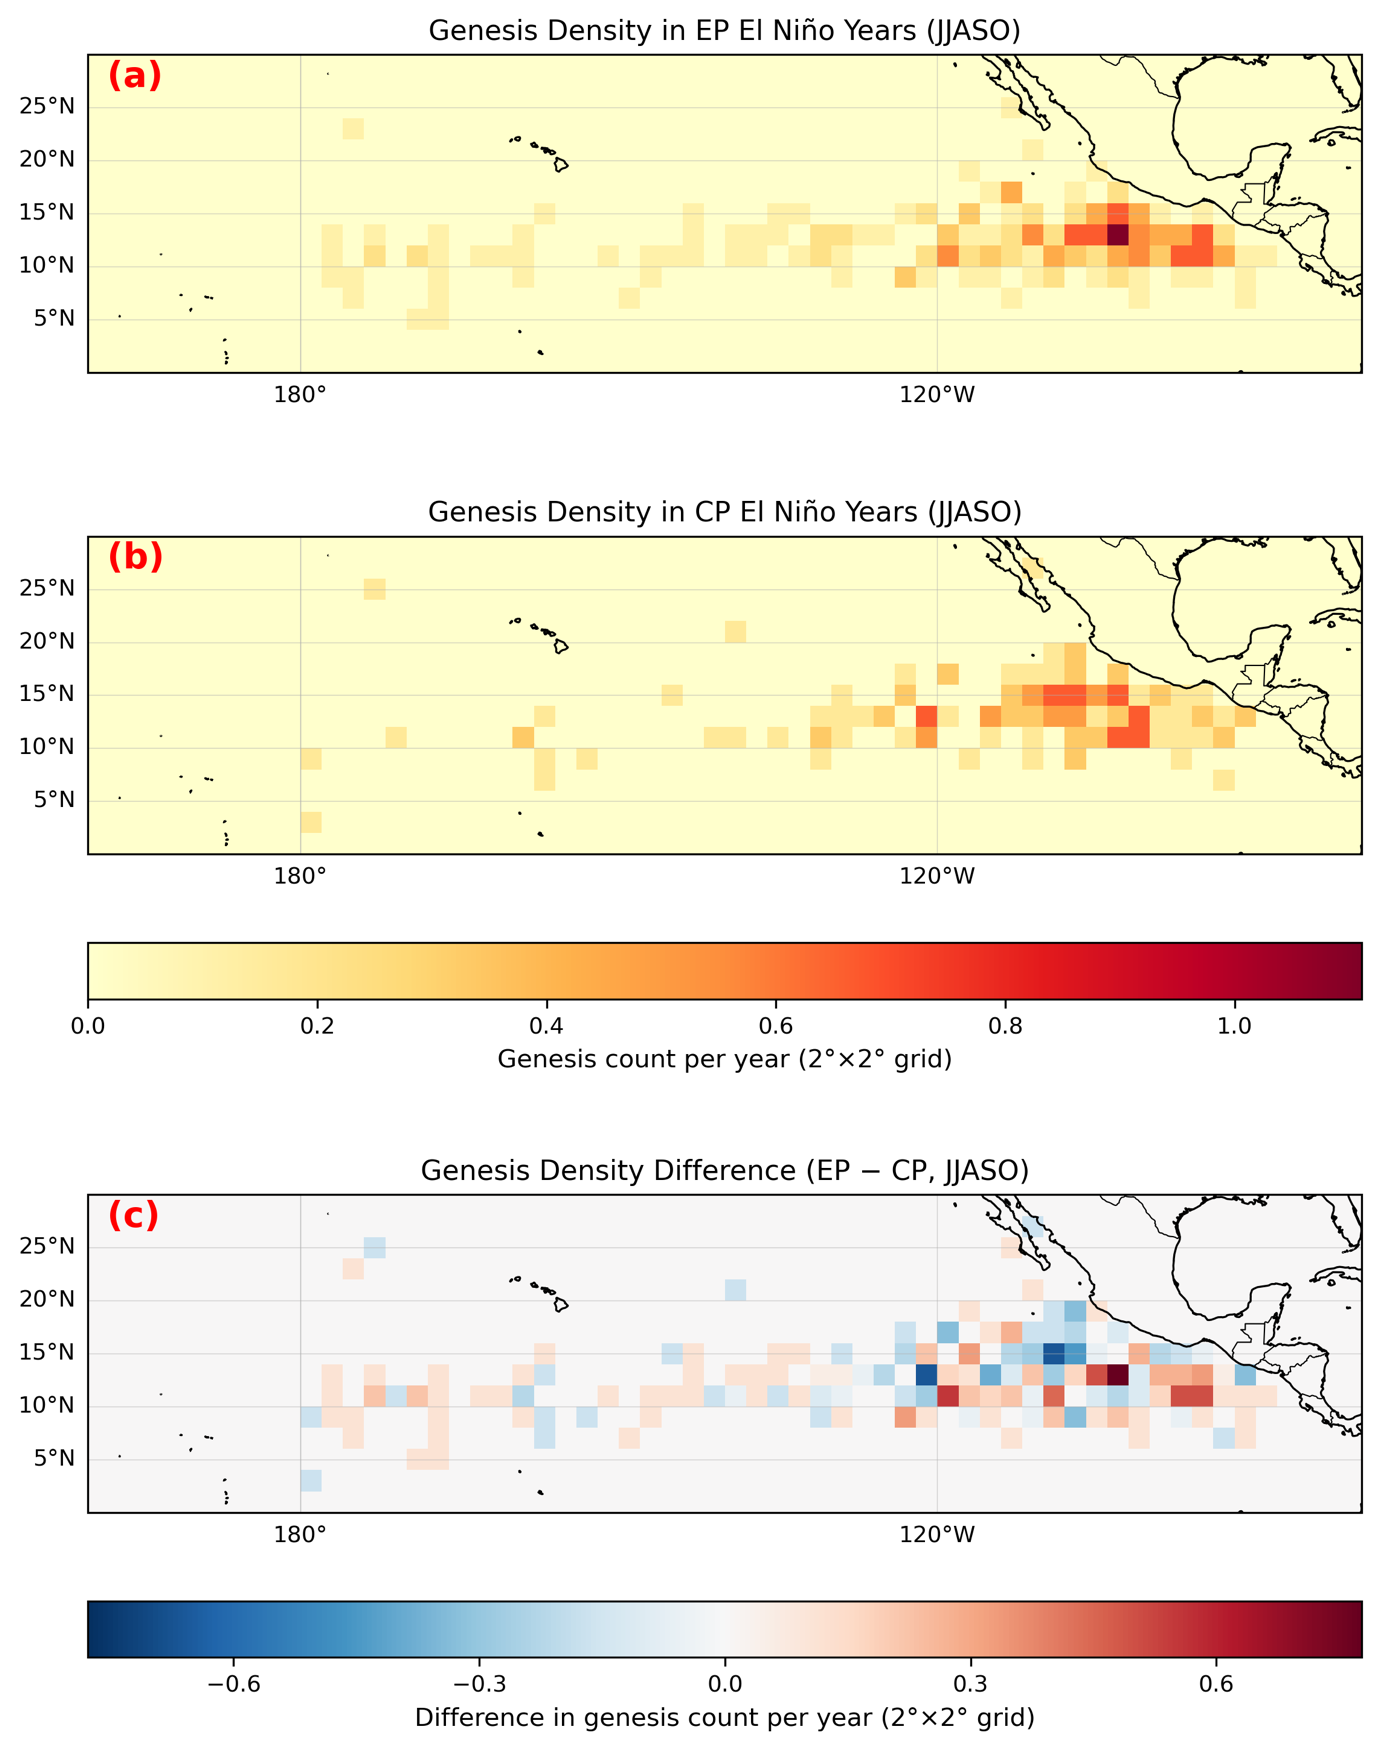 Genesis Density in EP El Niño Years (JJASO)
(a)
25°N
20°N
15°N
10°N
5°N
180°
120°W
Genesis Density in CP El Niño Years (JJASO)
(b)
25°N
20°N
15°N
10°N
5°N
180°
120°W
0.0 0.2 0.4 0.6 0.8 1.0
Genesis count per year (2°×2° grid)
Genesis Density Difference (EP − CP, JJASO)
(c)
25°N
20°N
15°N
10°N
5°N
180°
120°W
−0.6 −0.3 0.0 0.3 0.6
Difference in genesis count per year (2°×2° grid)